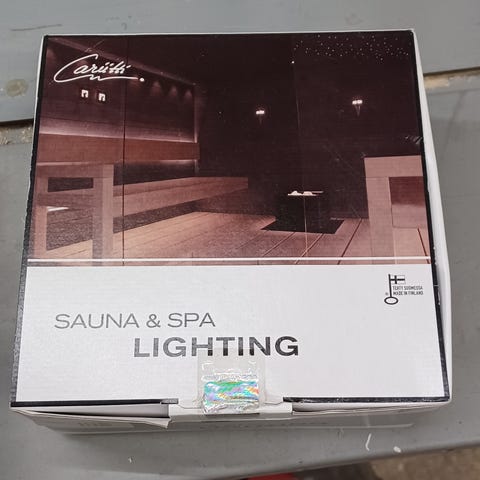 Cariitti
TEHTY SUOMESSA
MADE IN FINLAND
SAUNA & SPA
LIGHTING